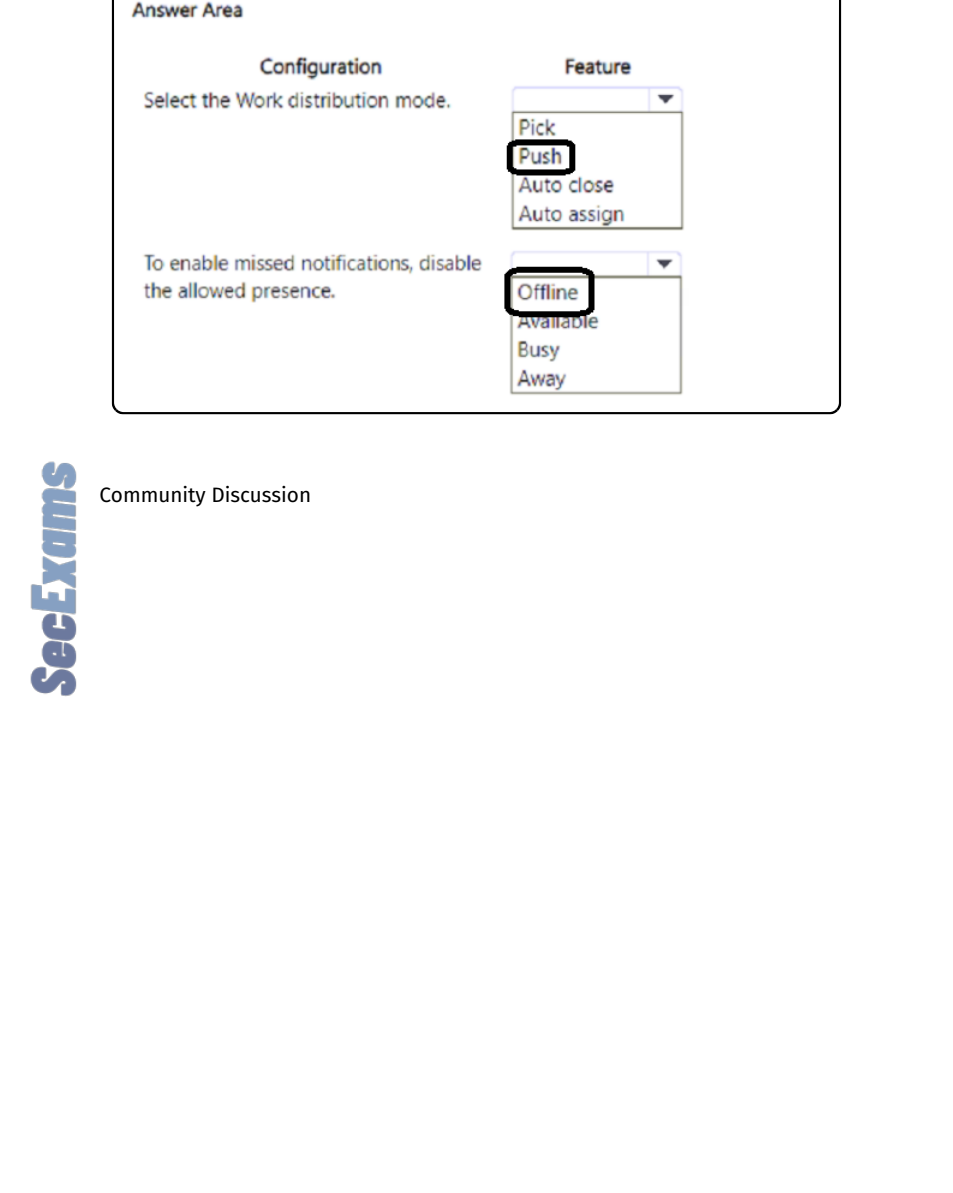 Answer Area
Configuration Feature
Select the Work distribution mode.
Pick
Push
Auto close
Auto assign
To enable missed notifications, disable
the allowed presence.
Offline
Available
Busy
Away
Community Discussion
SecExams